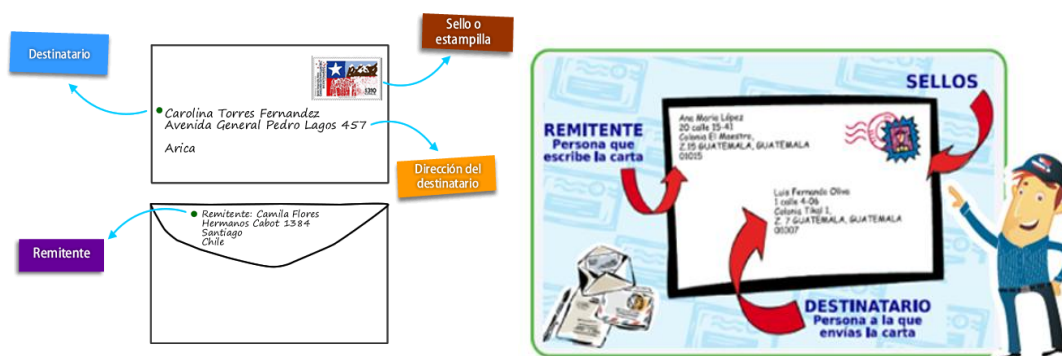 Destinatario
Sello o
estampilla
Carolina Torres Fernandez
Avenida General Pedro Lagos 457
Arica
Dirección del
destinatario
Remitente: Camila Flores
Hermanos Cabot 1384
Santiago
Chile
Remitente
SELLOS
REMITENTE
Persona que
escribe la carta
Ana María López
20 calle 15-41
Colonia El Maestro,
Z.15 GUATEMALA, GUATEMALA
01015
Luis Fernando Oliva
1 calle 4-06
Colonia Tikal 1,
Z. 7 GUATEMALA, GUATEMALA
01007
DESTINATARIO
Persona a la que
envías la carta